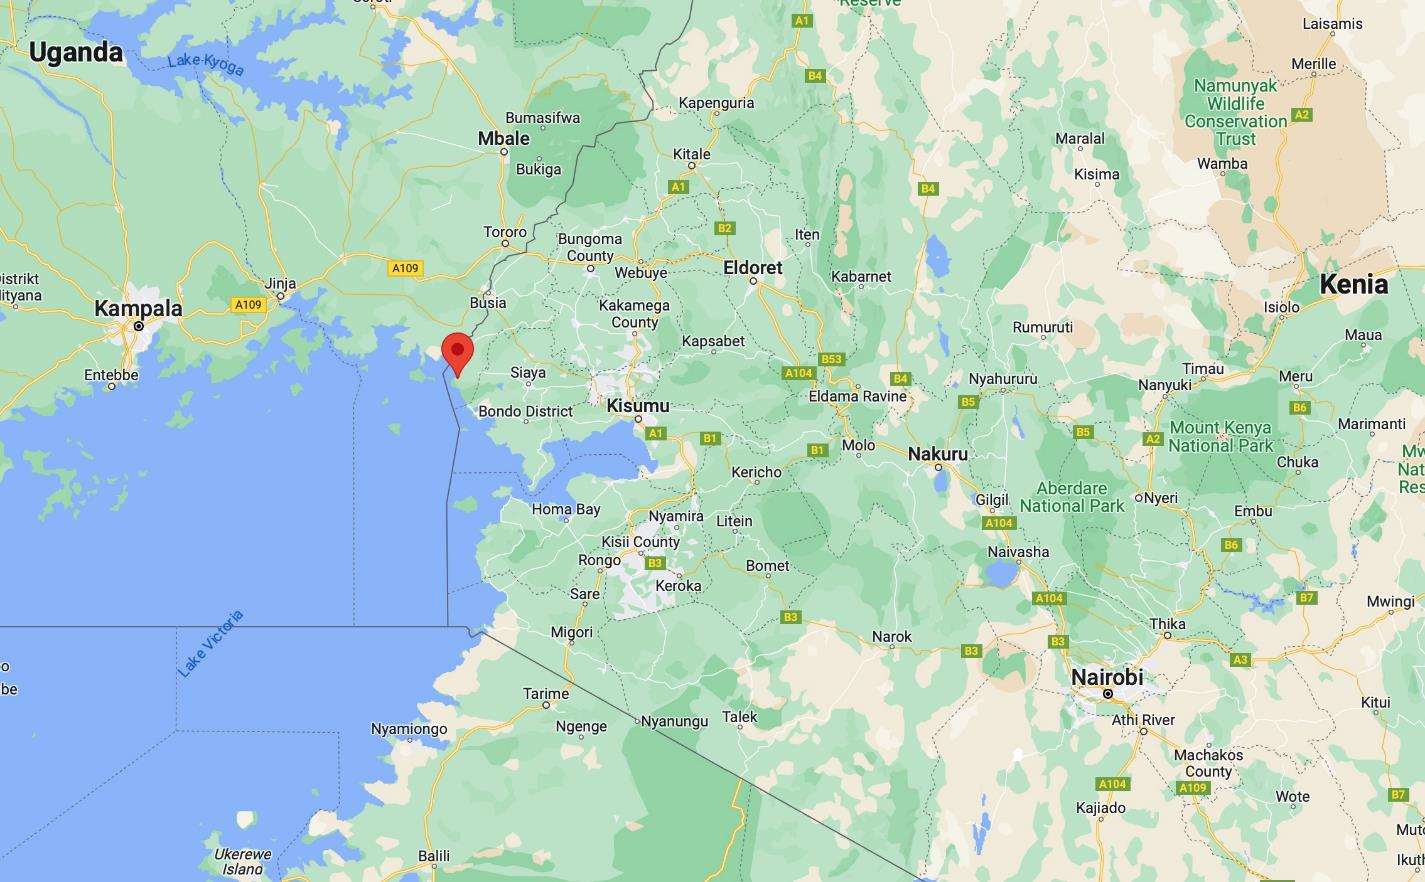 Uganda
Lake Kyoga
A1
B4
Reserve
Laisamis
Merille
Namunyak
Wildlife
Conservation
Trust
A2
Kapenguria
Bumasifwa
Mbale
Bukiga
Kitale
A1
B4
Maralal
Kisima
Wamba
Tororo
Bungoma
County
B2
Iten
Webuye
Eldoret
Kabarnet
A109
Distrikt
Mityana
Jinja
Kampala
A109
Busia
Kakamega
County
Kenia
Isiolo
Maua
Rumuruti
Kapsabet
B53
A104
Entebbe
Siaya
Eldama Ravine
B4
Nyahururu
B5
Timau
Nanyuki
Meru
B6
Bondo District
Kisumu
A1
B1
B1
Molo
Nakuru
B5
A2
Mount Kenya
National Park
Marimanti
Chuka
Kericho
Gilgil
A104
Aberdare
National Park
Nyeri
Embu
Homa Bay
Nyamira
Litein
Kisii County
Rongo
B3
Keroka
Bomet
Naivasha
B6
Sare
A104
B7
Mwingi
B3
Migori
Narok
B3
B3
Thika
A3
Lake Victoria
be
Nairobi
Tarime
Ngenge
Nyanungu
Talek
Nyamiongo
Athi River
Kitui
Machakos
County
A104
A109
Kajiado
Wote
B7
Balili
Ukerewe
Island